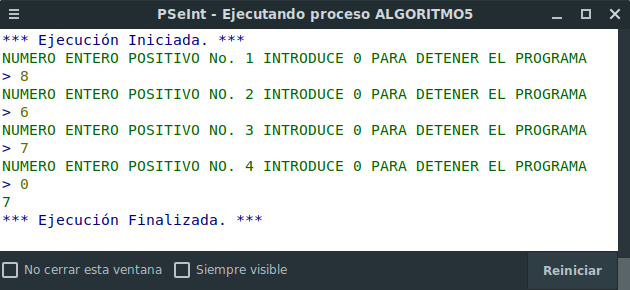 PSeInt - Ejecutando proceso ALGORITMO5
*** Ejecución Iniciada. ***
NUMERO ENTERO POSITIVO No. 1 INTRODUCE 0 PARA DETENER EL PROGRAMA
> 8
NUMERO ENTERO POSITIVO NO. 2 INTRODUCE 0 PARA DETENER EL PROGRAMA
> 6
NUMERO ENTERO POSITIVO NO. 3 INTRODUCE 0 PARA DETENER EL PROGRAMA
> 7
NUMERO ENTERO POSITIVO NO. 4 INTRODUCE 0 PARA DETENER EL PROGRAMA
> 0
7
*** Ejecución Finalizada. ***
No cerrar esta ventana Siempre visible Reiniciar